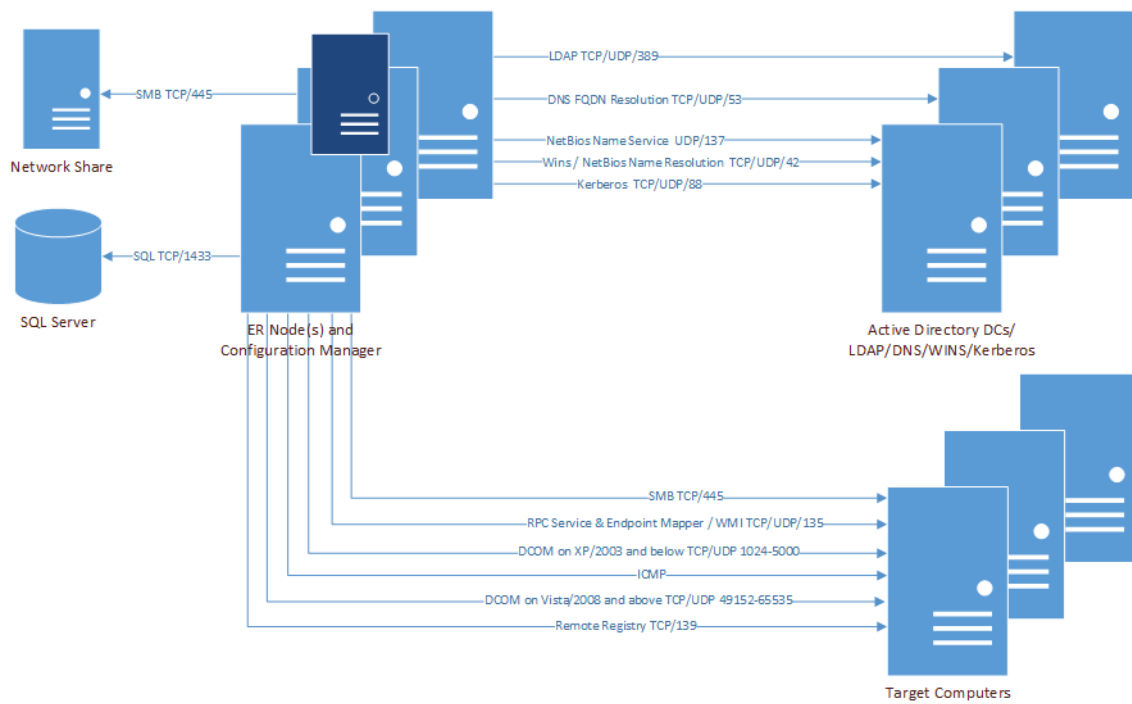 LDAP TCP/UDP/389
SMB TCP/445
DNS FQDN Resolution TCP/UDP/53
NetBios Name Service UDP/137
Wins / NetBios Name Resolution TCP/UDP/42
Network Share
Kerberos TCP/UDP/88
SQL TCP/1433
SQL Server
ER Node(s) and
Configuration Manager
Active Directory DCs/
LDAP/DNS/WINS/Kerberos
SMB TCP/445
RPC Service & Endpoint Mapper / WMI TCP/UDP/135
DCOM on XP/2003 and below TCP/UDP 1024-5000
ICMP
DCOM on Vista/2008 and above TCP/UDP 49152-65535
Remote Registry TCP/139
Target Computers